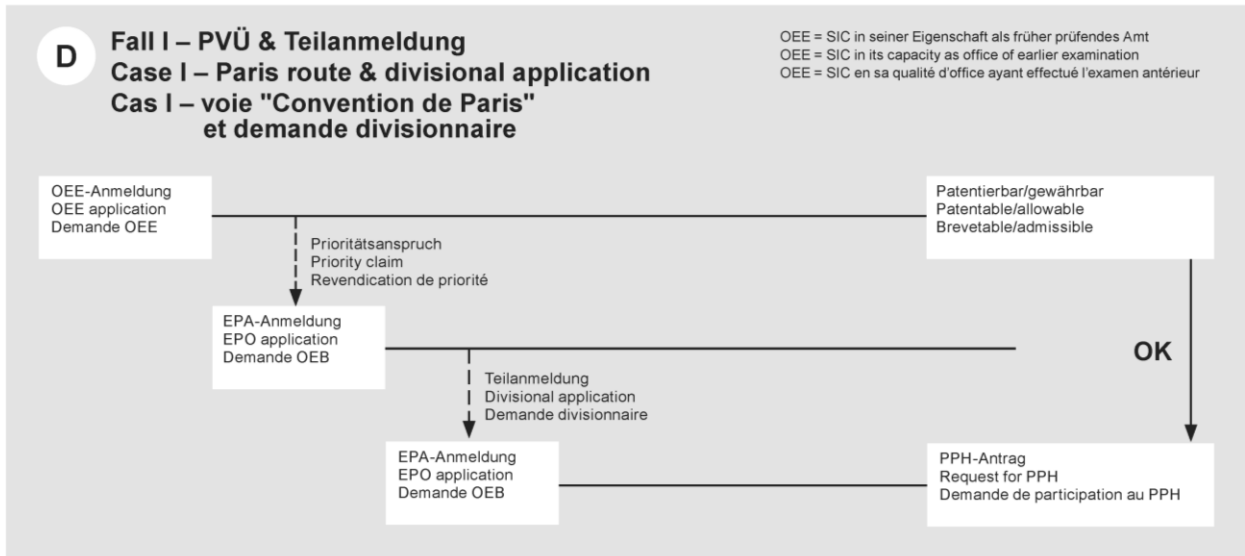 D
Fall I – PVÜ & Teilanmeldung
Case I – Paris route & divisional application
Cas I – voie "Convention de Paris"
et demande divisionnaire
OEE = SIC in seiner Eigenschaft als früher prüfendes Amt
OEE = SIC in its capacity as office of earlier examination
OEE = SIC en sa qualité d'office ayant effectué l'examen antérieur
OEE-Anmeldung
OEE application
Demande OEE
Patentierbar/gewährbar
Patentable/allowable
Brevetable/admissible
Prioritätsanspruch
Priority claim
Revendication de priorité
EPA-Anmeldung
EPO application
Demande OEB
OK
Teilanmeldung
Divisional application
Demande divisionnaire
EPA-Anmeldung
EPO application
Demande OEB
PPH-Antrag
Request for PPH
Demande de participation au PPH